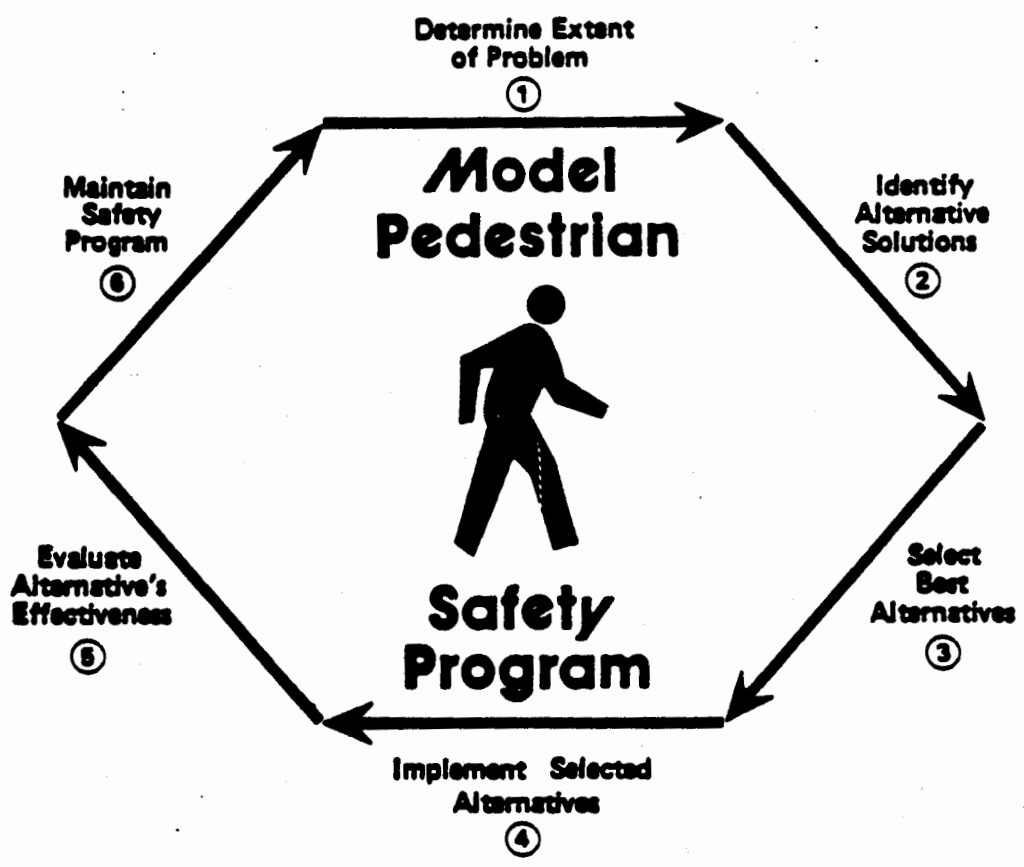 Determine Extent
of Problem
1
Model
Pedestrian
Safety
Program
Identify
Alternative
Solutions
2
Select
Best
Alternatives
3
Implement Selected
Alternatives
4
Evaluate
Alternative's
Effectiveness
5
Maintain
Safety
Program
6